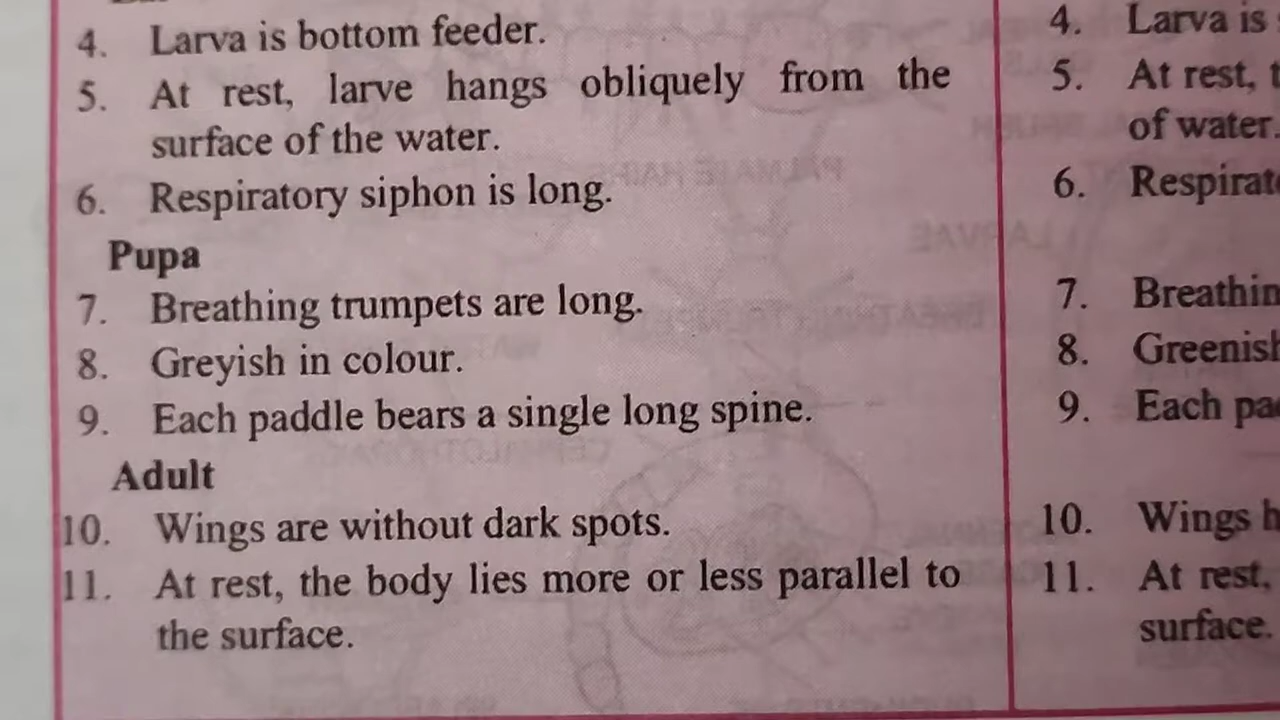 4. Larva is bottom feeder.
5. At rest, larve hangs obliquely from the
surface of the water.
6. Respiratory siphon is long.
Pupa
7. Breathing trumpets are long.
8. Greyish in colour.
9. Each paddle bears a single long spine.
Adult
10. Wings are without dark spots.
11. At rest, the body lies more or less parallel to
the surface.
4. Larva is
5. At rest,
of water.
6.
7.
8.
9. Each
10. Wings
11. At rest,
surface.